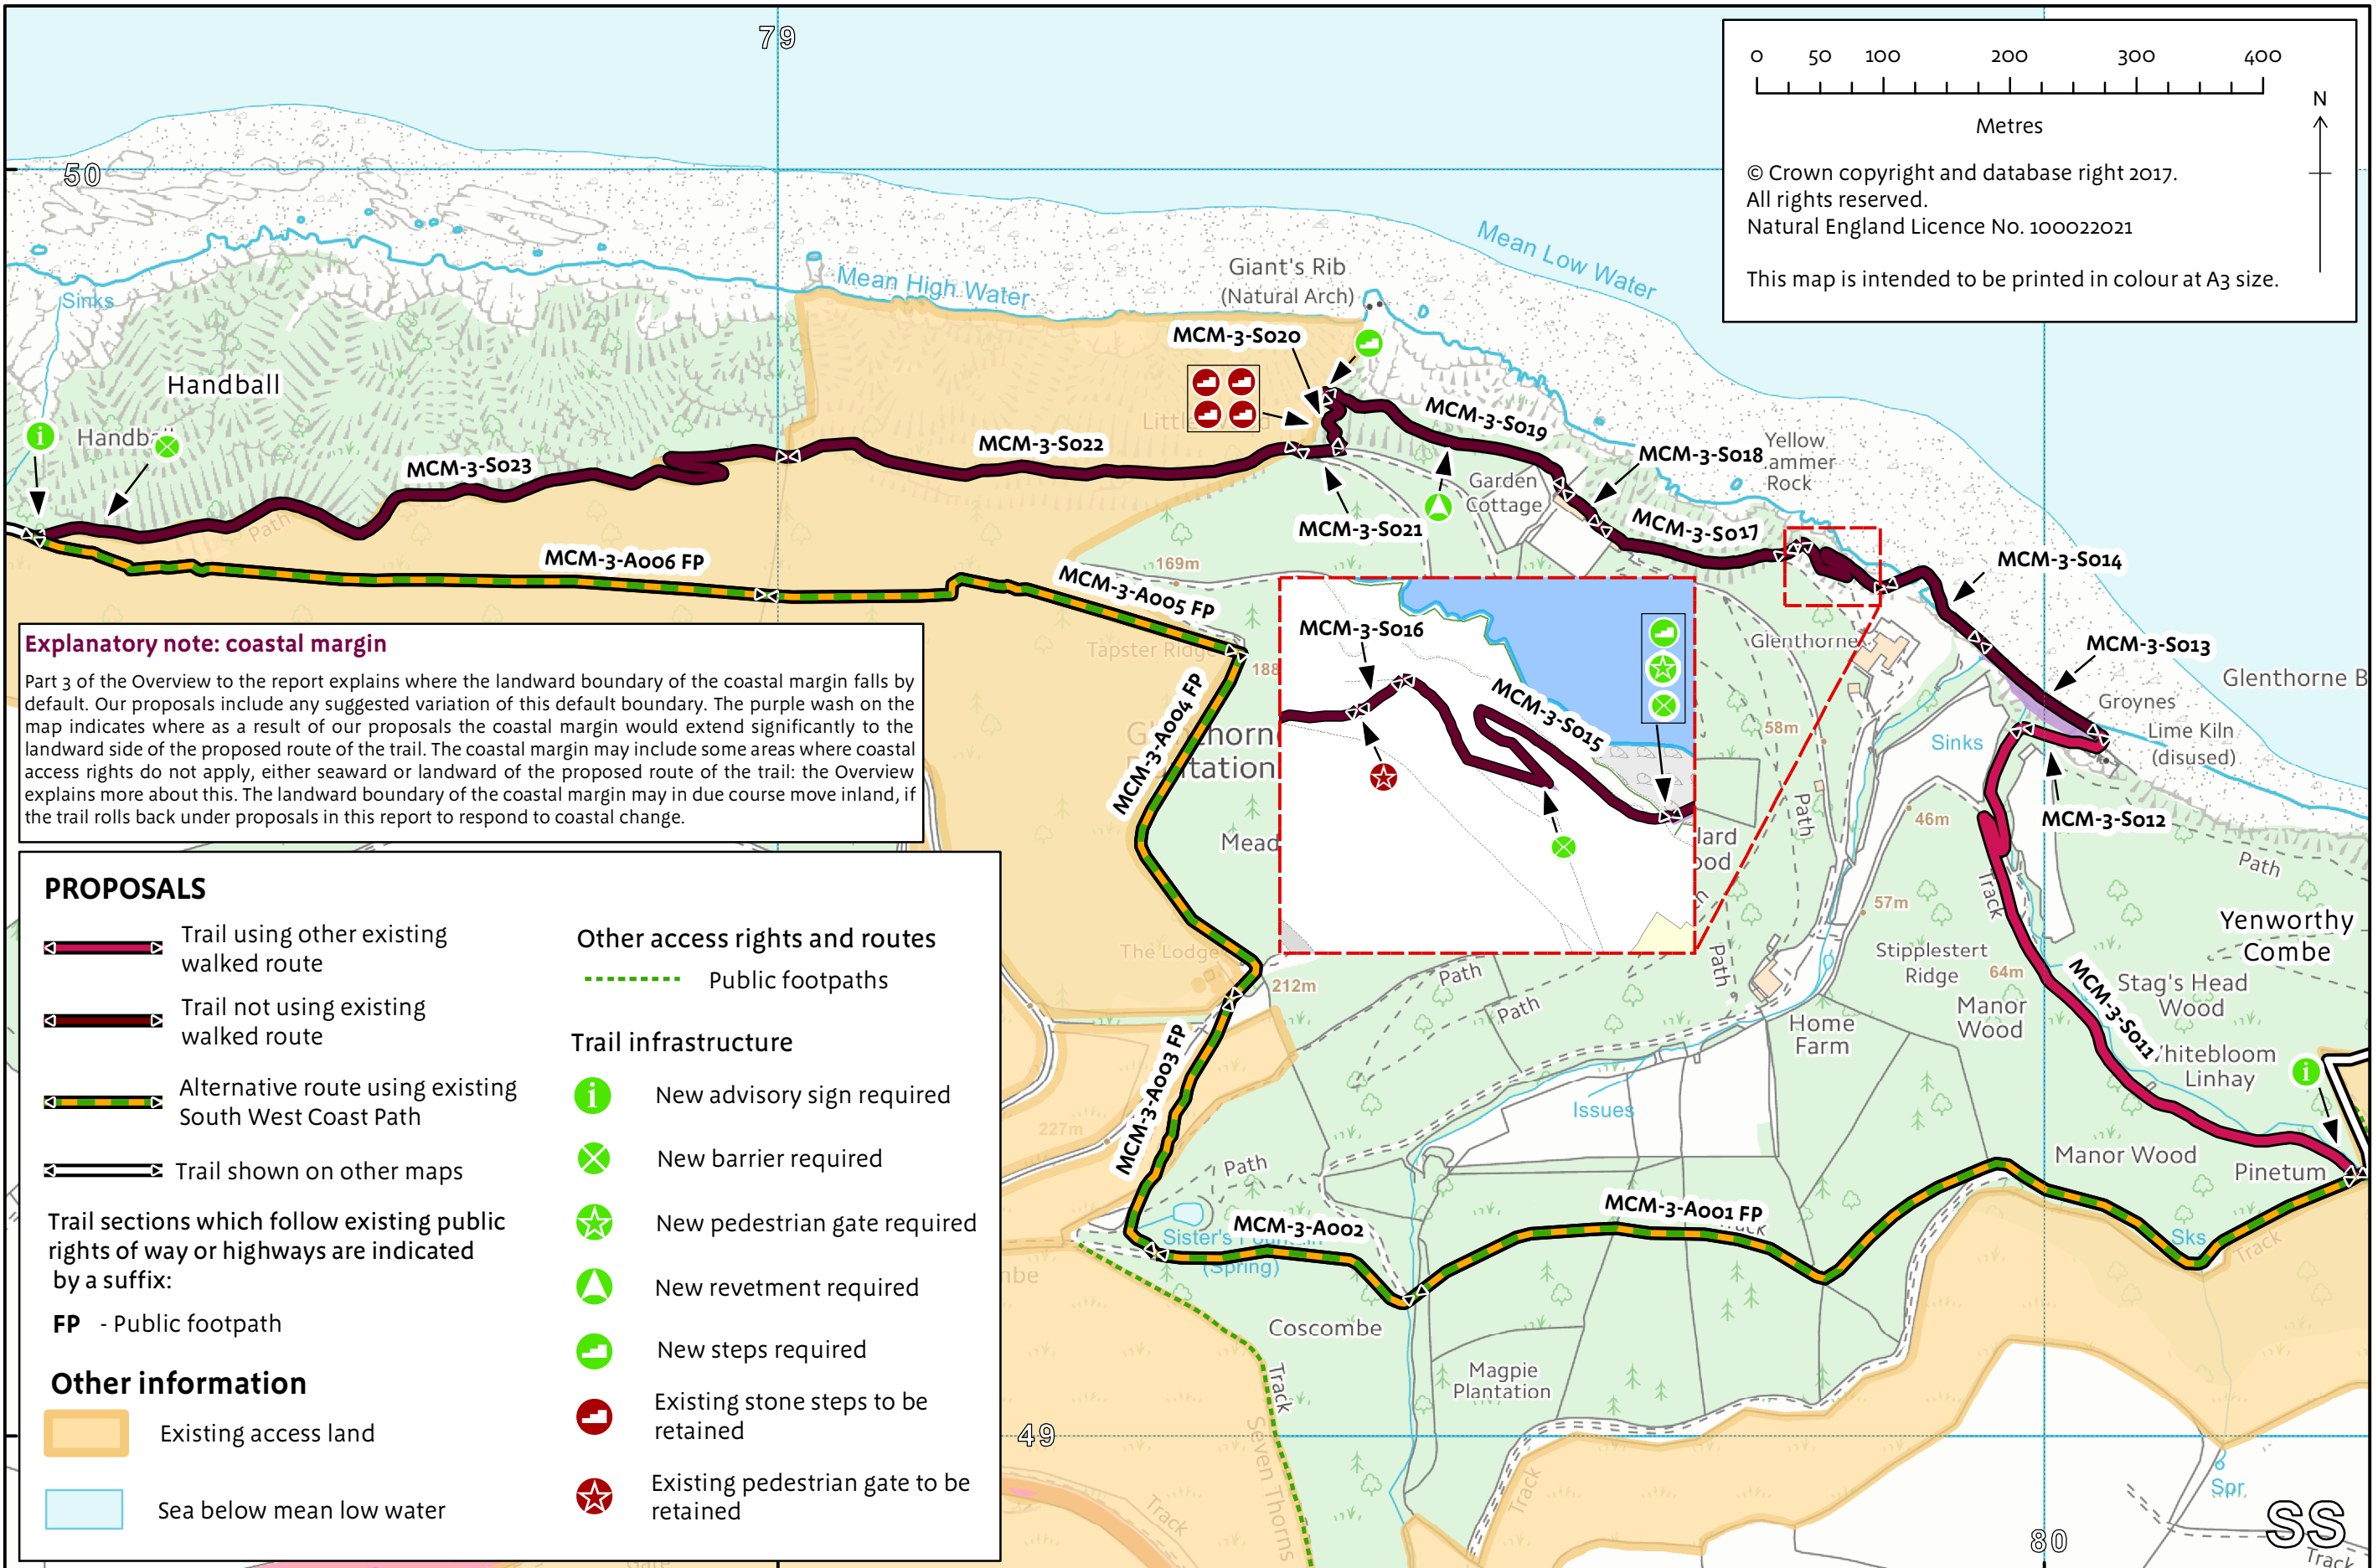 79
50
0 50 100 200 300 400
Metres
N
© Crown copyright and database right 2017.
All rights reserved.
Natural England Licence No. 100022021
This map is intended to be printed in colour at A3 size.
Mean Low Water
Mean High Water
Giant's Rib
(Natural Arch)
MCM-3-S020
Sinks
Handball
MCM-3-S023
MCM-3-S022
MCM-3-S019
MCM-3-S018
Yellow
Rock
Garden
Cottage
MCM-3-S021
MCM-3-S017
MCM-3-S014
Path
MCM-3-A006 FP
169m
MCM-3-A005 FP
Tapster Ridge
188
MCM-3-S016
MCM-3-S015
Glenthorne
MCM-3-S013
Glenthorne B
Groynes
Lime Kiln
(disused)
58m
Sinks
MCM-3-S012
46m
Path
Explanatory note: coastal margin
Part 3 of the Overview to the report explains where the landward boundary of the coastal margin falls by
default. Our proposals include any suggested variation of this default boundary. The purple wash on the
map indicates where as a result of our proposals the coastal margin would extend significantly to the
landward side of the proposed route of the trail. The coastal margin may include some areas where coastal
access rights do not apply, either seaward or landward of the proposed route of the trail: the Overview
explains more about this. The landward boundary of the coastal margin may in due course move inland, if
the trail rolls back under proposals in this report to respond to coastal change.
MCM-3-A004 FP
Mead
Path
Track
57m
Stipplestert
Ridge
64m
Manor
Wood
Yenworthy
Combe
Stag's Head
Wood
MCM-3-S011
Linhay
The Lodge
212m
Path
Path
Path
Home
Farm
Issues
Manor Wood
Pinetum
MCM-3-A003 FP
227m
Path
MCM-3-A002
Sister's Fountain
(Spring)
MCM-3-A001 FP
Sks
Track
Coscombe
Magpie
Plantation
Track
Seven Thorns
Track
Track
49
Spr
SS
80
Track
PROPOSALS
Trail using other existing
walked route
Trail not using existing
walked route
Alternative route using existing
South West Coast Path
Trail shown on other maps
Trail sections which follow existing public
rights of way or highways are indicated
by a suffix:
FP - Public footpath
Other information
Existing access land
Sea below mean low water
Other access rights and routes
Public footpaths
Trail infrastructure
New advisory sign required
New barrier required
New pedestrian gate required
New revetment required
New steps required
Existing stone steps to be
retained
Existing pedestrian gate to be
retained